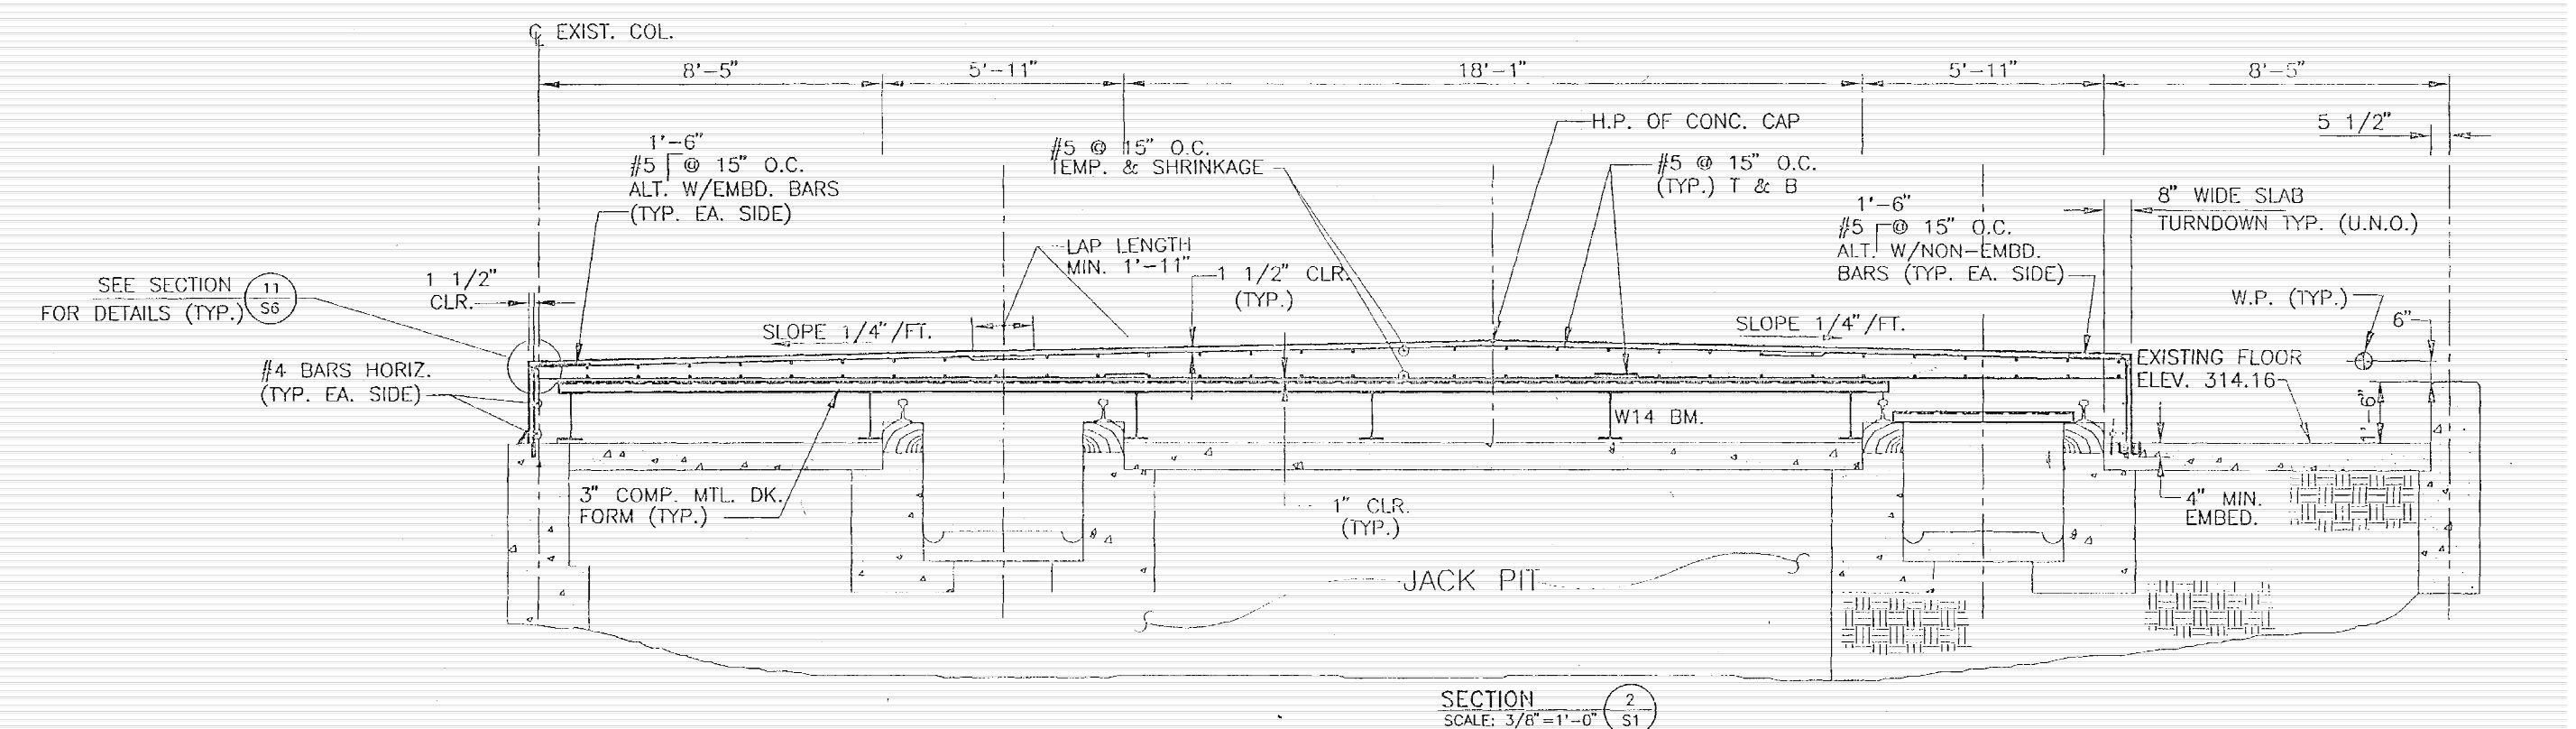 ℄ EXIST. COL.
8'-5"
5'-11"
18'-1"
5'-11"
8'-5"
5 1/2"
H.P. OF CONC. CAP
1'-6"
#5 @ 15" O.C.
ALT. W/EMBD. BARS
(TYP. EA. SIDE)
#5 @ 15" O.C.
TEMP. & SHRINKAGE
#5 @ 15" O.C.
(TYP.) T & B
1'-6"
#5 @ 15" O.C.
ALT. W/NON-EMBD.
BARS (TYP. EA. SIDE)
8" WIDE SLAB
TURNDOWN TYP. (U.N.O.)
LAP LENGTH
MIN. 1'-11"
1 1/2" CLR.
(TYP.)
SEE SECTION
FOR DETAILS (TYP.)
11
S6
1 1/2"
CLR.
W.P. (TYP.)
6"
SLOPE 1/4"/FT.
SLOPE 1/4"/FT.
#4 BARS HORIZ.
(TYP. EA. SIDE)
EXISTING FLOOR
ELEV. 314.16
1'-6"
W14 BM.
3" COMP. MTL. DK.
FORM (TYP.)
1" CLR.
(TYP.)
4" MIN.
EMBED.
JACK PIT
SECTION
SCALE: 3/8"=1'-0"
2
S1